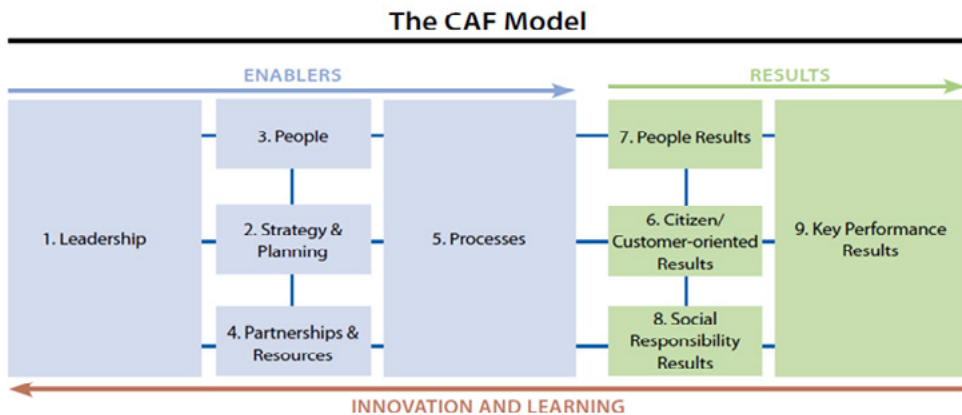 The CAF Model
ENABLERS
RESULTS
1. Leadership
3. People
2. Strategy &
Planning
4. Partnerships &
Resources
5. Processes
7. People Results
6. Citizen/
Customer-oriented
Results
8. Social
Responsibility
Results
9. Key Performance
Results
INNOVATION AND LEARNING